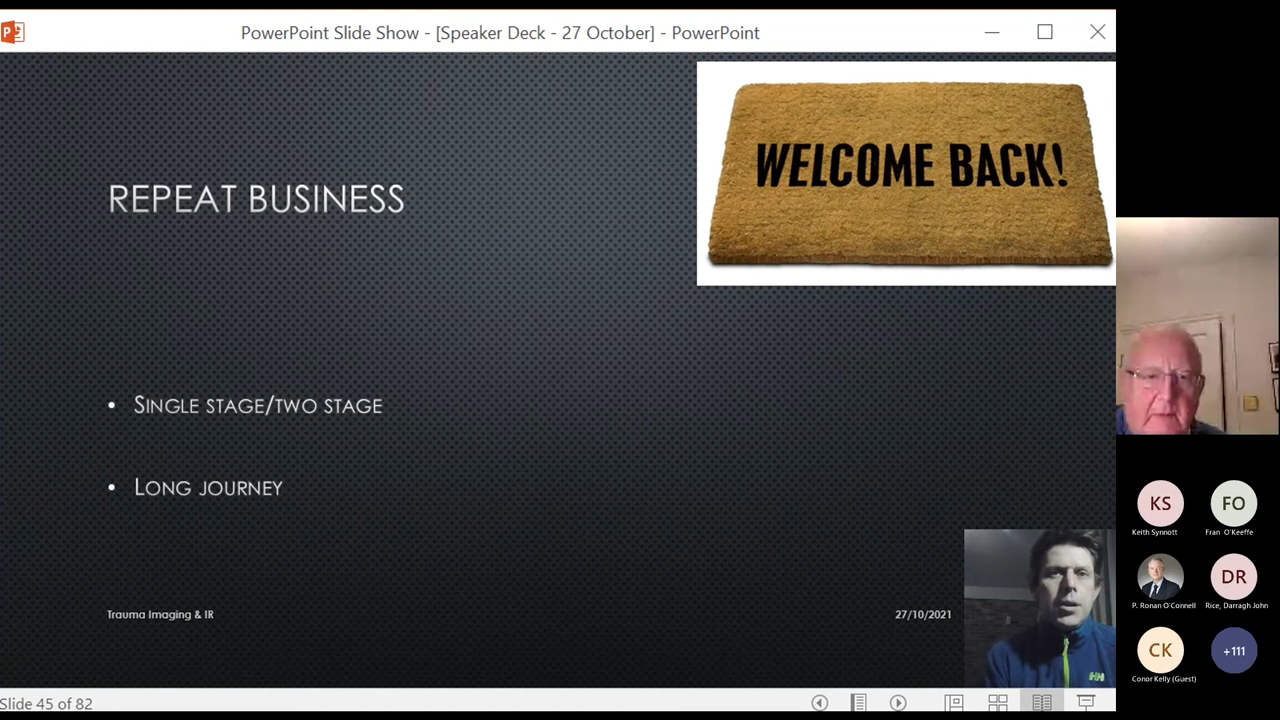 PowerPoint Slide Show - [Speaker Deck - 27 October] - PowerPoint
WELCOME BACK!
REPEAT BUSINESS
• SINGLE STAGE/TWO STAGE
• LONG JOURNEY
Trauma Imaging & IR
27/10/2021
HH
Slide 45 of 82
KS
FO
Keith Synnott
Fran O'Keeffe
DR
P. Ronan O'Connell
Rice, Darragh John
CK
+111
Conor Kelly (Guest)